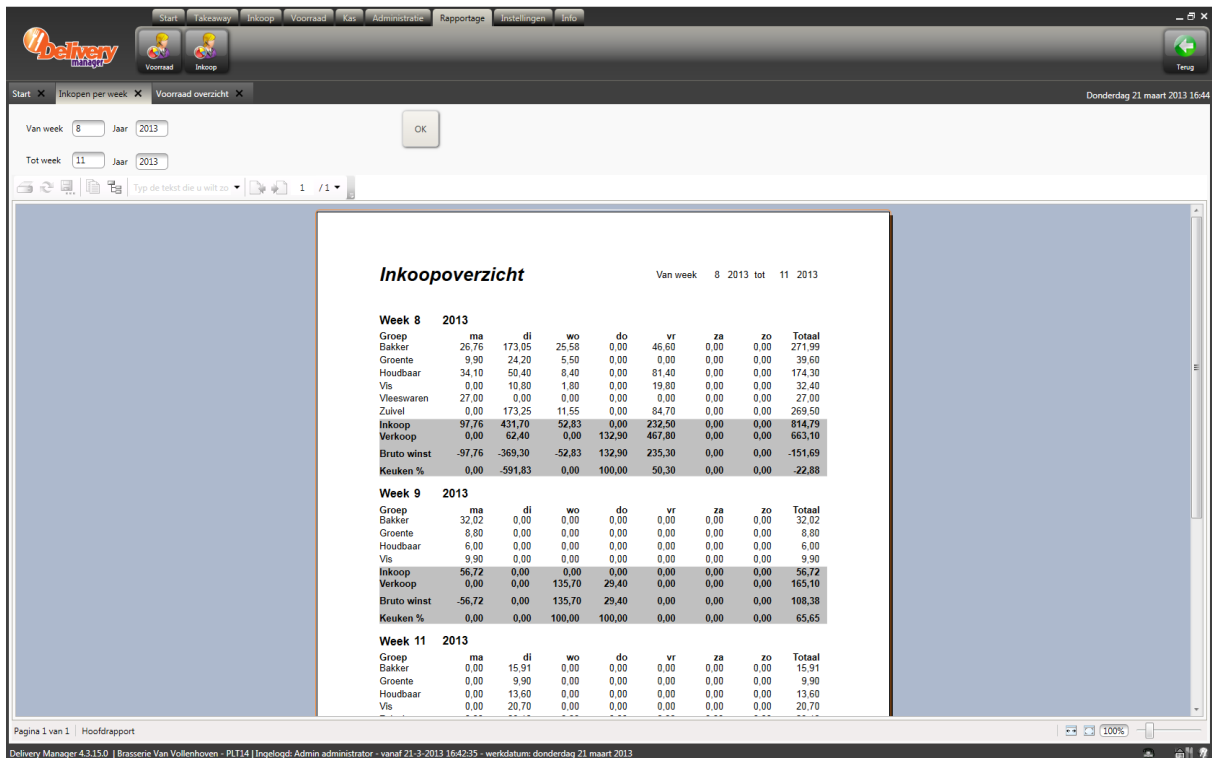 Start Takeaway Inkoop Voorraad Kas Administratie Rapportage Instellingen Info
Delivery
manager
Voorraad Inkoop Terug
Start Inkopen per week Voorraad overzicht Donderdag 21 maart 2013 16:44
Van week 8 Jaar 2013 OK
Tot week 11 Jaar 2013
Typ de tekst die u wilt zo 1 /1
Inkoopoverzicht Van week 8 2013 tot 11 2013
Week 8 2013
Groep ma di wo do vr za zo Totaal
Bakker 26,76 173,05 25,58 0,00 46,60 0,00 0,00 271,99
Groente 9,90 24,20 5,50 0,00 0,00 0,00 0,00 39,60
Houdbaar 34,10 50,40 8,40 0,00 81,40 0,00 0,00 174,30
Vis 0,00 10,80 1,80 0,00 19,80 0,00 0,00 32,40
Vleeswaren 27,00 0,00 0,00 0,00 0,00 0,00 0,00 27,00
Zuivel 0,00 173,25 11,55 0,00 84,70 0,00 0,00 269,50
Inkoop 97,76 431,70 52,83 0,00 232,50 0,00 0,00 814,79
Verkoop 0,00 62,40 0,00 132,90 467,80 0,00 0,00 663,10
Bruto winst -97,76 -369,30 -52,83 132,90 235,30 0,00 0,00 -151,69
Keuken % 0,00 -591,83 0,00 100,00 50,30 0,00 0,00 -22,88
Week 9 2013
Groep ma di wo do vr za zo Totaal
Bakker 32,02 0,00 0,00 0,00 0,00 0,00 0,00 32,02
Groente 8,80 0,00 0,00 0,00 0,00 0,00 0,00 8,80
Houdbaar 6,00 0,00 0,00 0,00 0,00 0,00 0,00 6,00
Vis 9,90 0,00 0,00 0,00 0,00 0,00 0,00 9,90
Inkoop 56,72 0,00 0,00 0,00 0,00 0,00 0,00 56,72
Verkoop 0,00 0,00 135,70 29,40 0,00 0,00 0,00 165,10
Bruto winst -56,72 0,00 135,70 29,40 0,00 0,00 0,00 108,38
Keuken % 0,00 0,00 100,00 100,00 0,00 0,00 0,00 65,65
Week 11 2013
Groep ma di wo do vr za zo Totaal
Bakker 0,00 15,91 0,00 0,00 0,00 0,00 0,00 15,91
Groente 0,00 9,90 0,00 0,00 0,00 0,00 0,00 9,90
Houdbaar 0,00 13,60 0,00 0,00 0,00 0,00 0,00 13,60
Vis 0,00 20,70 0,00 0,00 0,00 0,00 0,00 20,70
Pagina 1 van 1 Hoofdrapport 100%
Delivery Manager 4.3.15.0 | Brasserie Van Vollenhoven - PLT14 | Ingelogd: Admin administrator - vanaf 21-3-2013 16:42:35 - werkdatum: donderdag 21 maart 2013